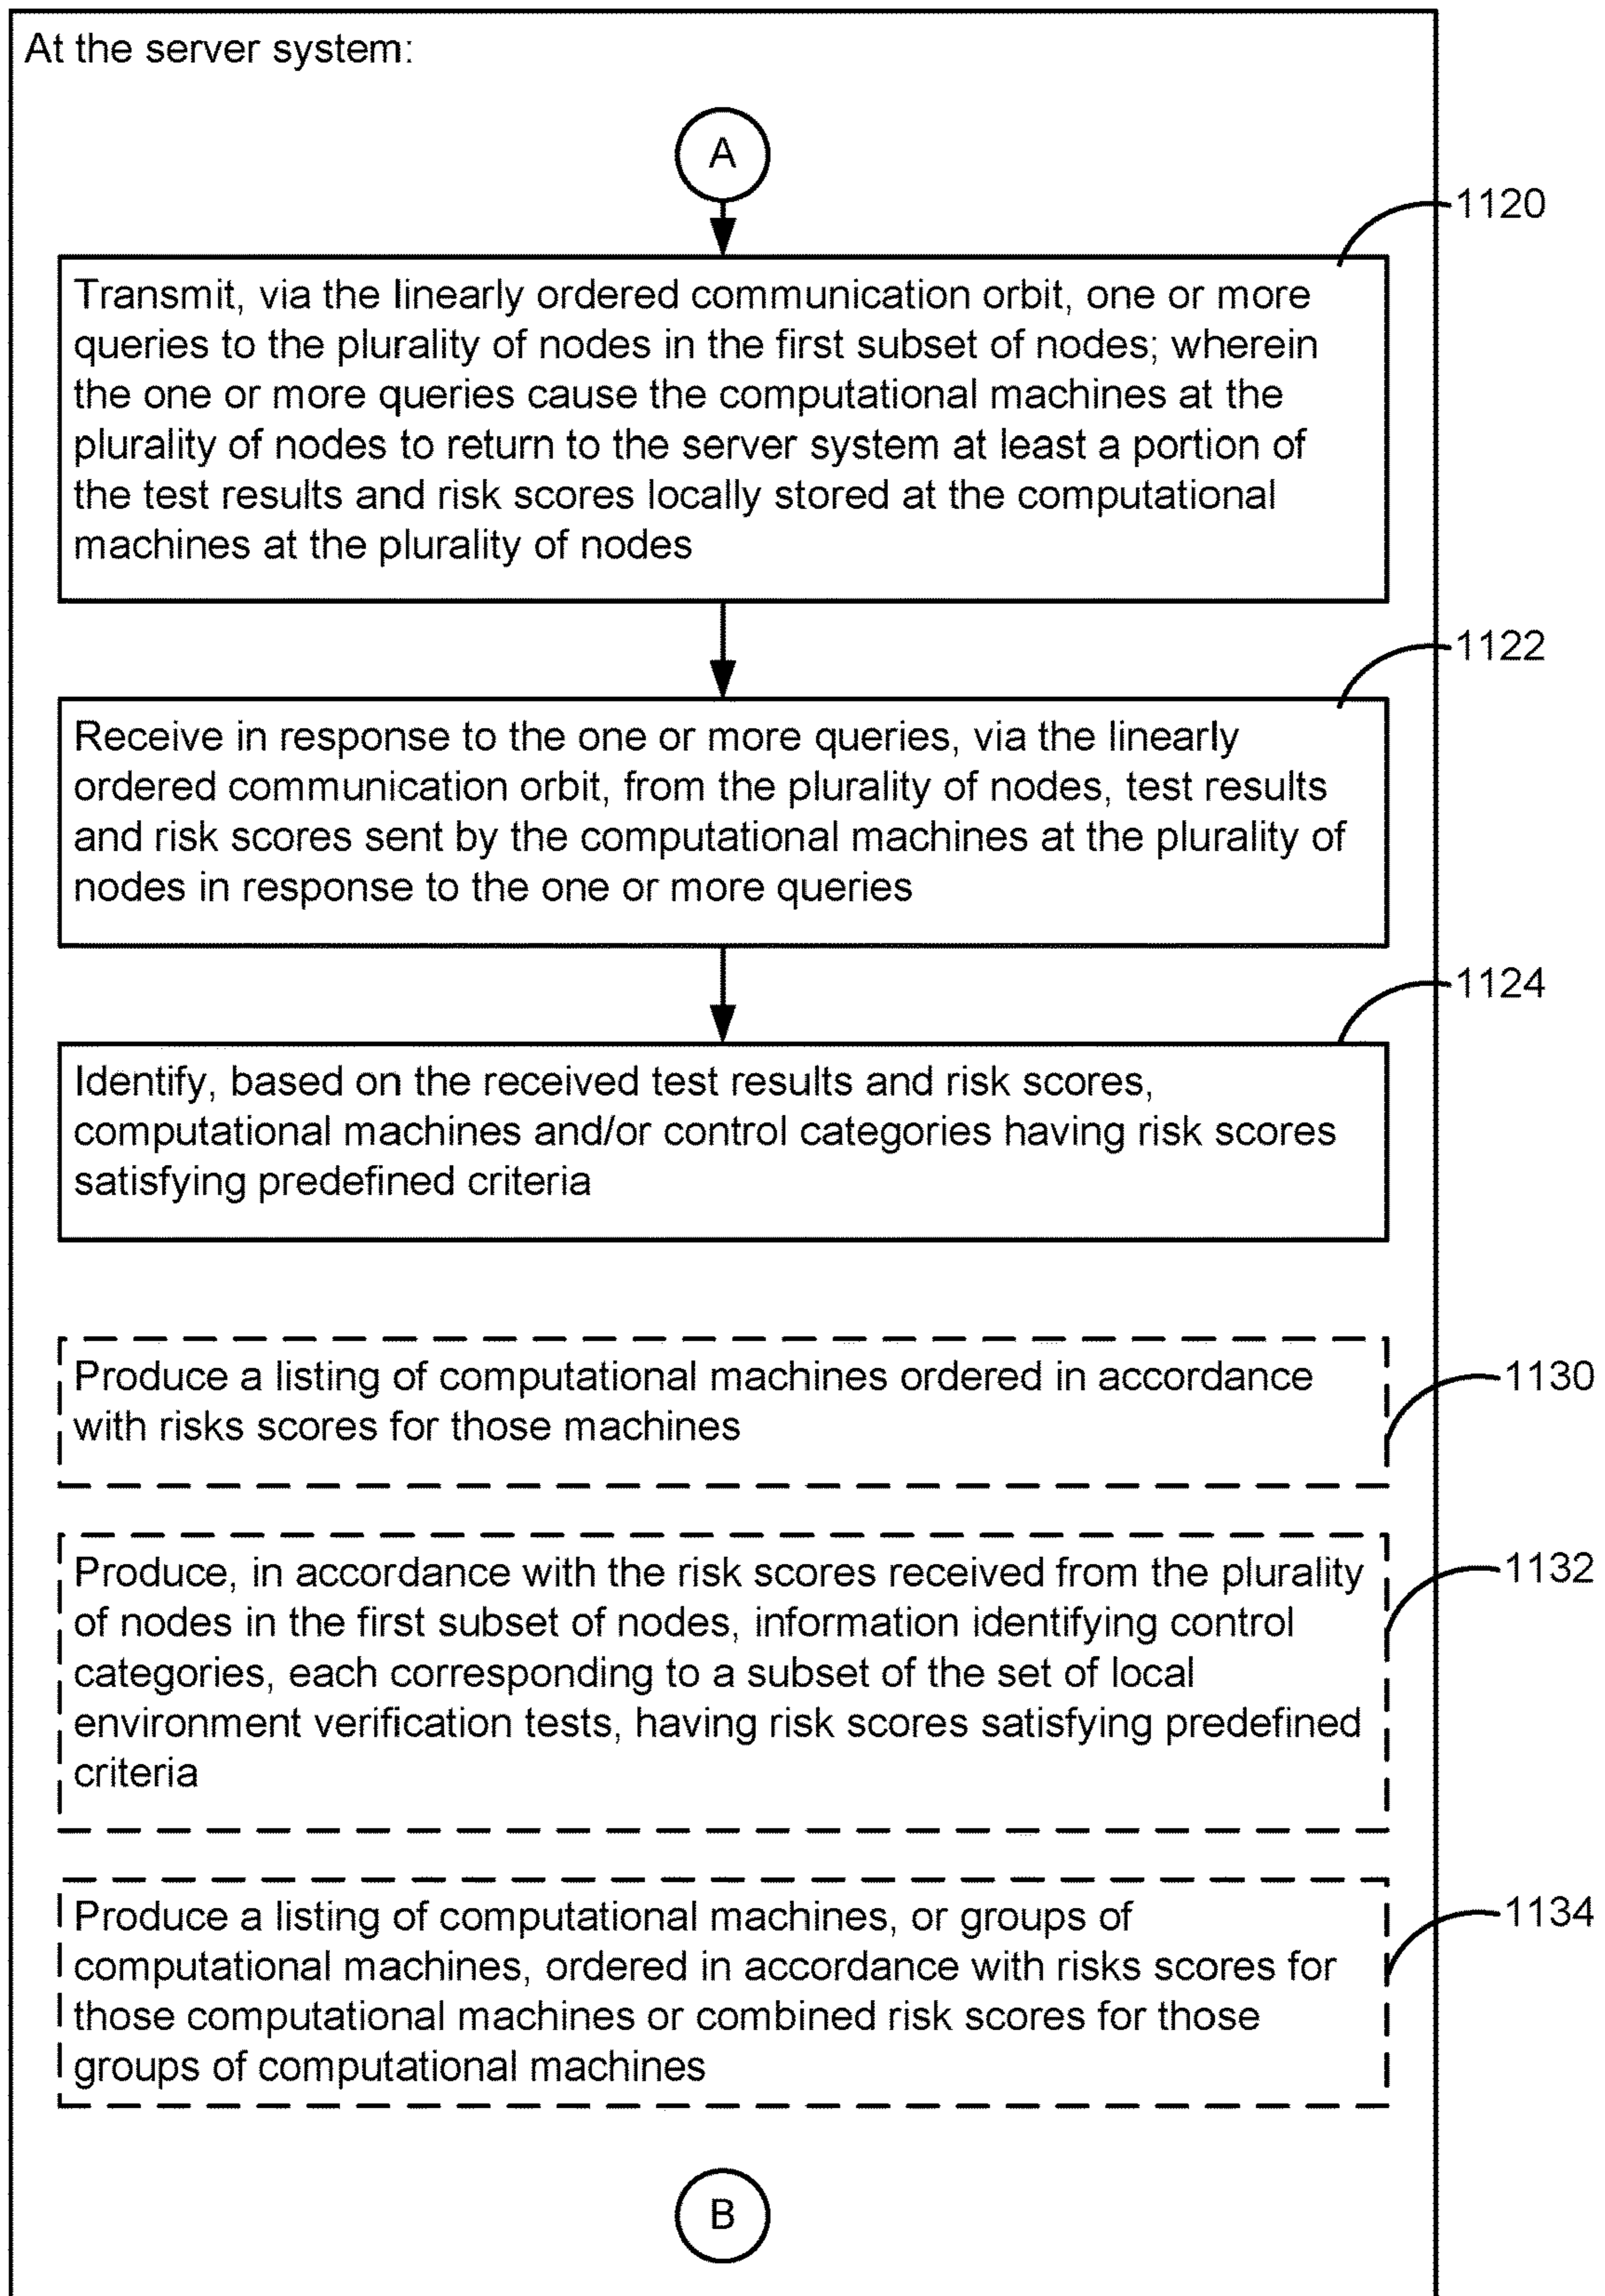 At the server system:
A
1120
Transmit, via the linearly ordered communication orbit, one or more
queries to the plurality of nodes in the first subset of nodes; wherein
the one or more queries cause the computational machines at the
plurality of nodes to return to the server system at least a portion of
the test results and risk scores locally stored at the computational
machines at the plurality of nodes
1122
Receive in response to the one or more queries, via the linearly
ordered communication orbit, from the plurality of nodes, test results
and risk scores sent by the computational machines at the plurality of
nodes in response to the one or more queries
1124
Identify, based on the received test results and risk scores,
computational machines and/or control categories having risk scores
satisfying predefined criteria
Produce a listing of computational machines ordered in accordance
with risks scores for those machines
1130
Produce, in accordance with the risk scores received from the plurality
of nodes in the first subset of nodes, information identifying control
categories, each corresponding to a subset of the set of local
environment verification tests, having risk scores satisfying predefined
criteria
1132
Produce a listing of computational machines, or groups of
computational machines, ordered in accordance with risks scores for
those computational machines or combined risk scores for those
groups of computational machines
1134
B